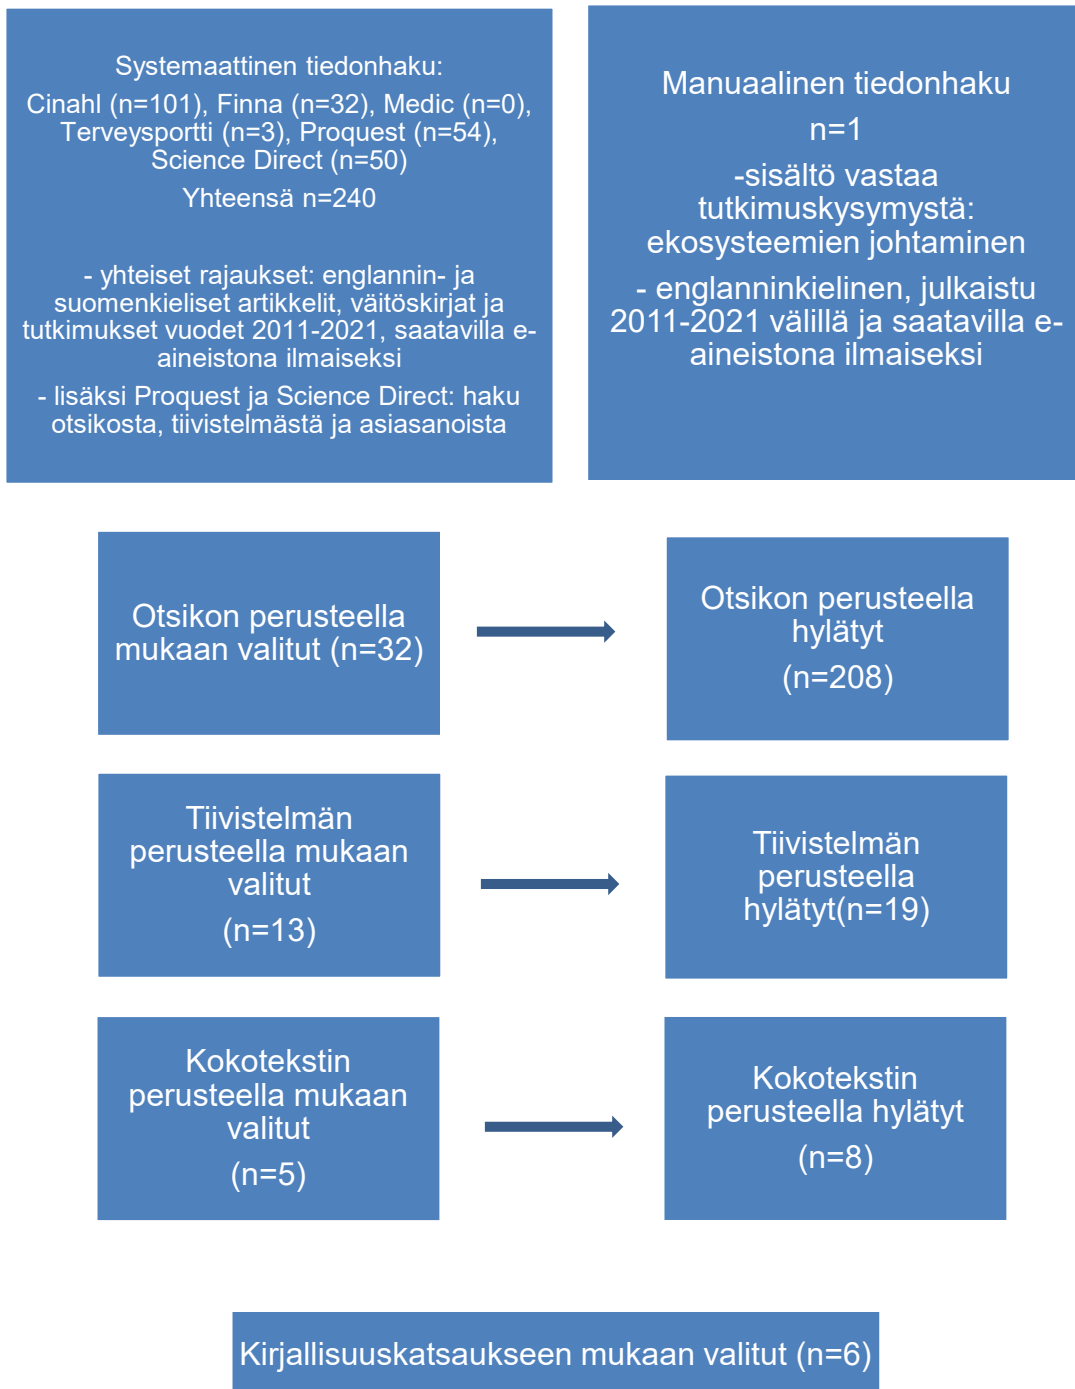 Systemaattinen tiedonhaku:
Cinahl (n=101), Finna (n=32), Medic (n=0),
Terveysportti (n=3), Proquest (n=54),
Science Direct (n=50)
Yhteensä n=240
- yhteiset rajaukset: englannin- ja
suomenkieliset artikkelit, väitöskirjat ja
tutkimukset vuodet 2011-2021, saatavilla e-
aineistona ilmaiseksi
- lisäksi Proquest ja Science Direct: haku
otsikosta, tiivistelmästä ja asiasanoista
Manuaalinen tiedonhaku
n=1
-sisältö vastaa
tutkimuskysymystä:
ekosysteemien johtaminen
- englanninkielinen, julkaistu
2011-2021 välillä ja saatavilla e-
aineistona ilmaiseksi
Otsikon perusteella
mukaan valitut (n=32)
Otsikon perusteella
hylätyt
(n=208)
Tiivistelmän
perusteella mukaan
valitut
(n=13)
Tiivistelmän
perusteella
hylätyt(n=19)
Kokotekstin
perusteella mukaan
valitut
(n=5)
Kokotekstin
perusteella hylätyt
(n=8)
Kirjallisuuskatsaukseen mukaan valitut (n=6)